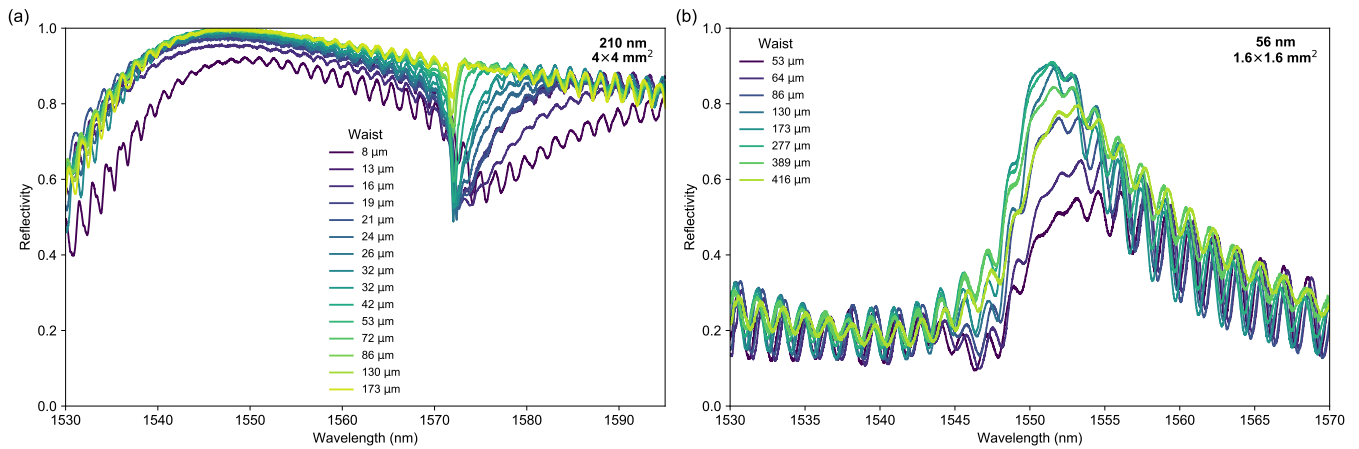 (a)
1.0
0.8
0.6
0.4
0.2
0.0
Reflectivity
210 nm
4×4 mm²
Waist
8 µm
13 µm
16 µm
19 µm
21 µm
24 µm
26 µm
32 µm
32 µm
42 µm
53 µm
72 µm
86 µm
130 µm
173 µm
1530 1540 1550 1560 1570 1580 1590
Wavelength (nm)
(b)
1.0
0.8
0.6
0.4
0.2
0.0
Reflectivity
Waist
53 µm
64 µm
86 µm
130 µm
173 µm
277 µm
389 µm
416 µm
56 nm
1.6×1.6 mm²
1530 1535 1540 1545 1550 1555 1560 1565 1570
Wavelength (nm)